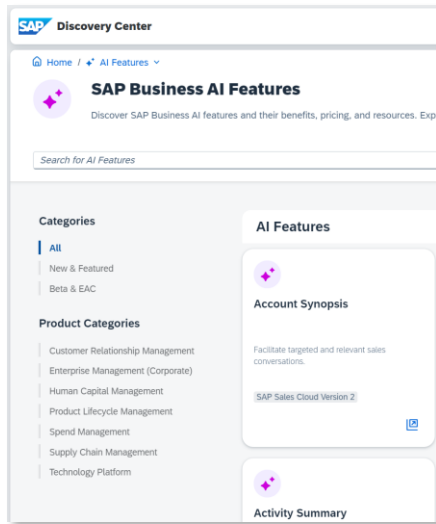 SAP Discovery Center
Home / AI Features
SAP Business AI Features
Discover SAP Business AI features and their benefits, pricing, and resources. Exp
Search for AI Features
Categories
All
New & Featured
Beta & EAC
Product Categories
Customer Relationship Management
Enterprise Management (Corporate)
Human Capital Management
Product Lifecycle Management
Spend Management
Supply Chain Management
Technology Platform
AI Features
Account Synopsis
Facilitate targeted and relevant sales
conversations.
SAP Sales Cloud Version 2
Activity Summary